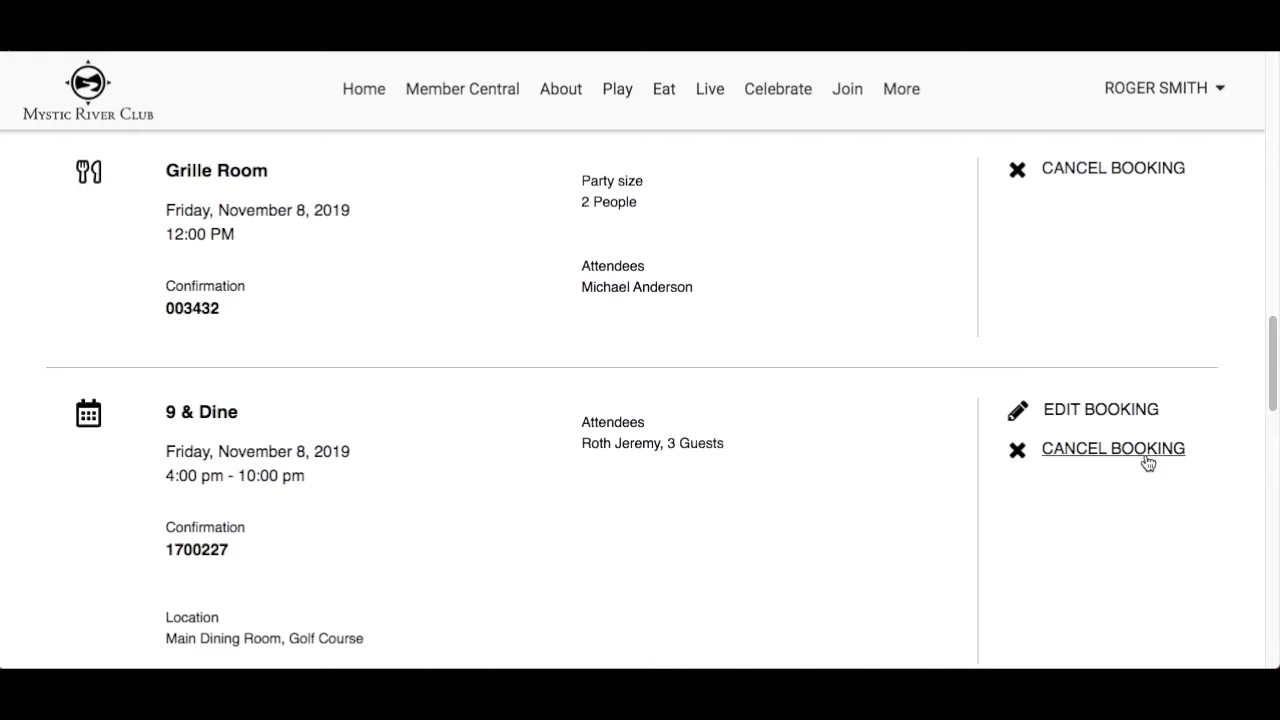 MYSTIC RIVER CLUB
Home Member Central About Play Eat Live Celebrate Join More
ROGER SMITH
Grille Room
Friday, November 8, 2019
12:00 PM
Confirmation
003432
Party size
2 People
Attendees
Michael Anderson
CANCEL BOOKING
9 & Dine
Friday, November 8, 2019
4:00 pm - 10:00 pm
Confirmation
1700227
Location
Main Dining Room, Golf Course
Attendees
Roth Jeremy, 3 Guests
EDIT BOOKING
CANCEL BOOKING